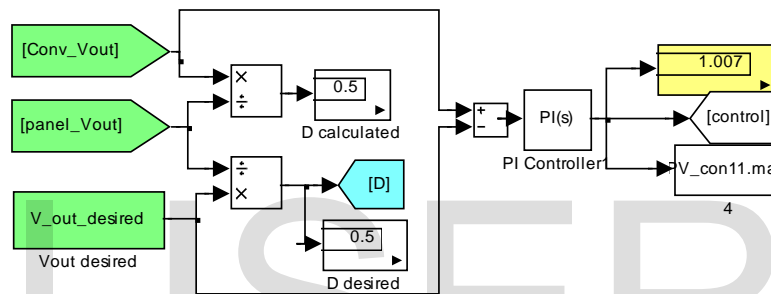 [Conv_Vout]
×
÷
0.5
D calculated
[panel_Vout]
÷
×
[D]
V_out_desired
Vout desired
0.5
D desired
+
−
PI(s)
PI Controller1
1.007
[control]
PV_con11.ma
4
IJSER